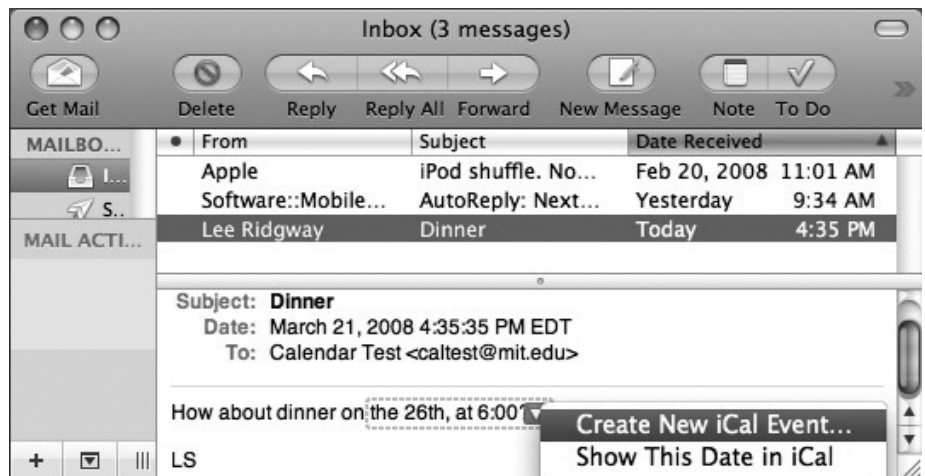 Inbox (3 messages)
Get Mail Delete Reply Reply All Forward New Message Note To Do
MAILBO... From Subject Date Received
I... Apple iPod shuffle. No... Feb 20, 2008 11:01 AM
S.. Software::Mobile... AutoReply: Next... Yesterday 9:34 AM
MAIL ACTI... Lee Ridgway Dinner Today 4:35 PM
Subject: Dinner
Date: March 21, 2008 4:35:35 PM EDT
To: Calendar Test <caltest@mit.edu>
How about dinner on the 26th, at 6:00?
Create New iCal Event...
LS Show This Date in iCal